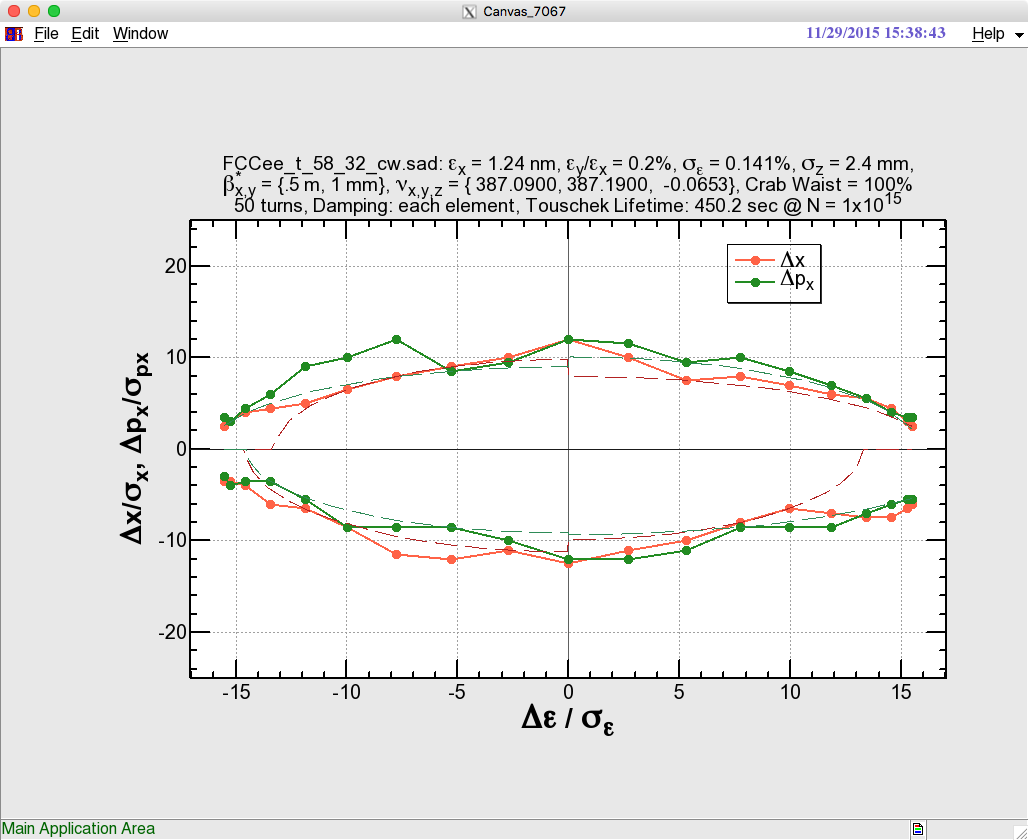 Canvas_7067
File Edit Window 11/29/2015 15:38:43 Help
FCCee_t_58_32_cw.sad: εx = 1.24 nm, εy/εx = 0.2%, σε = 0.141%, σz = 2.4 mm,
β*x,y = {.5 m, 1 mm}, νx,y,z = { 387.0900, 387.1900, -0.0653}, Crab Waist = 100%
50 turns, Damping: each element, Touschek Lifetime: 450.2 sec @ N = 1x10^15
Δx
Δpx
20
10
0
-10
-20
Δx/σx, Δpx/σpx
-15 -10 -5 0 5 10 15
Δε / σε
Main Application Area